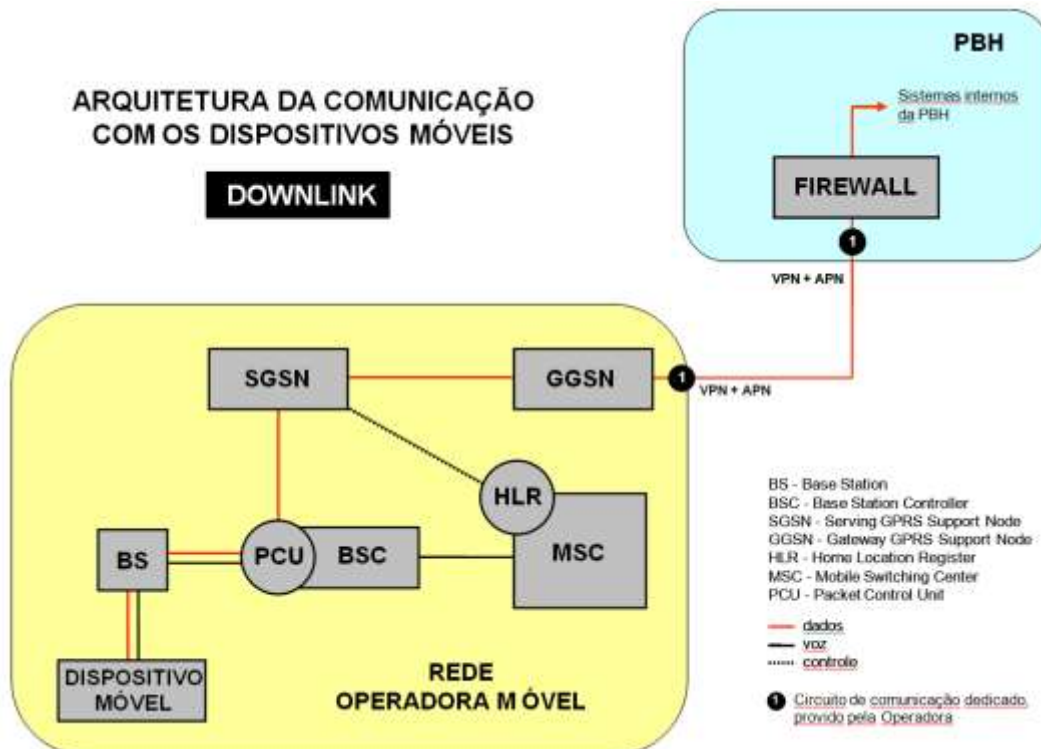 PBH
ARQUITETURA DA COMUNICAÇÃO
COM OS DISPOSITIVOS MÓVEIS
DOWNLINK
Sistemas internos
da PBH
FIREWALL
1
VPN + APN
SGSN
GGSN
1
VPN + APN
HLR
MSC
BS
PCU
BSC
DISPOSITIVO
MÓVEL
REDE
OPERADORA M ÓVEL
BS - Base Station
BSC - Base Station Controller
SGSN - Serving GPRS Support Node
GGSN - Gateway GPRS Support Node
HLR - Home Location Register
MSC - Mobile Switching Center
PCU - Packet Control Unit
dados
voz
controle
1 Circuito de comunicação dedicado,
provido pela Operadora